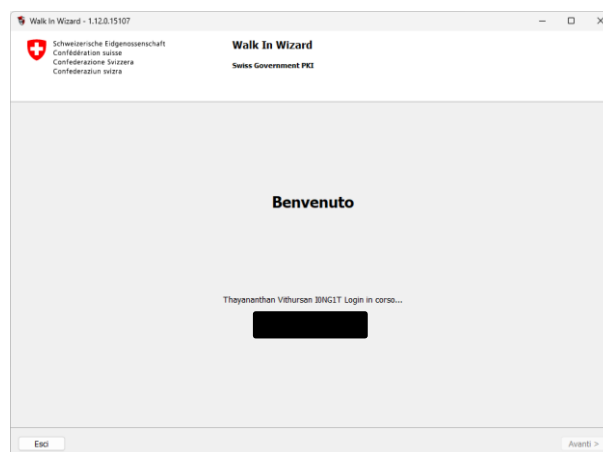 Walk In Wizard - 1.12.0.15107
Schweizerische Eidgenossenschaft
Confédération suisse
Confederazione Svizzera
Confederaziun svizra
Walk In Wizard
Swiss Government PKI
Benvenuto
Thayananthan Vithursan I0NG1T Login in corso...
Esci
Avanti >